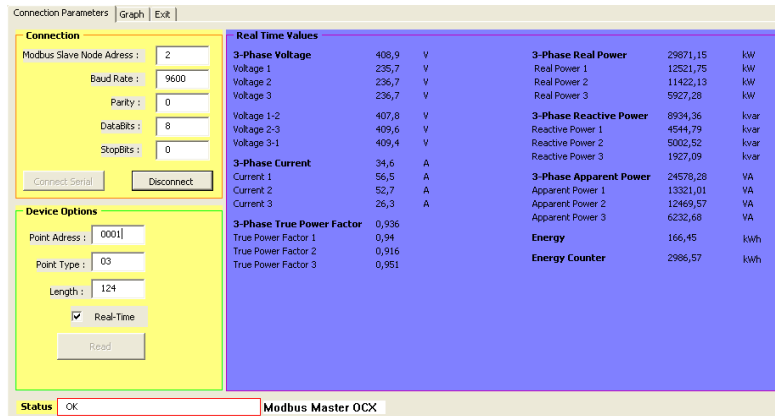 Connection Parameters Graph Exit
Connection
Modbus Slave Node Adress : 2
Baud Rate : 9600
Parity : 0
DataBits : 8
StopBits : 0
Connect Serial Disconnect
Device Options
Point Adress : 0001
Point Type : 03
Length : 124
Real-Time
Read
Real Time Values
3-Phase Voltage 408,9 V
Voltage 1 235,7 V
Voltage 2 236,7 V
Voltage 3 236,7 V
Voltage 1-2 407,8 V
Voltage 2-3 409,6 V
Voltage 3-1 409,4 V
3-Phase Current 34,6 A
Current 1 56,5 A
Current 2 52,7 A
Current 3 26,3 A
3-Phase True Power Factor 0,936
True Power Factor 1 0,94
True Power Factor 2 0,916
True Power Factor 3 0,951
3-Phase Real Power 29871,15 kW
Real Power 1 12521,75 kW
Real Power 2 11422,13 kW
Real Power 3 5927,28 kW
3-Phase Reactive Power 8934,36 kvar
Reactive Power 1 4544,79 kvar
Reactive Power 2 5002,52 kvar
Reactive Power 3 1927,09 kvar
3-Phase Apparent Power 24578,28 VA
Apparent Power 1 13321,01 VA
Apparent Power 2 12469,57 VA
Apparent Power 3 6232,68 VA
Energy 166,45 kWh
Energy Counter 2986,57 kWh
Status OK Modbus Master OCX